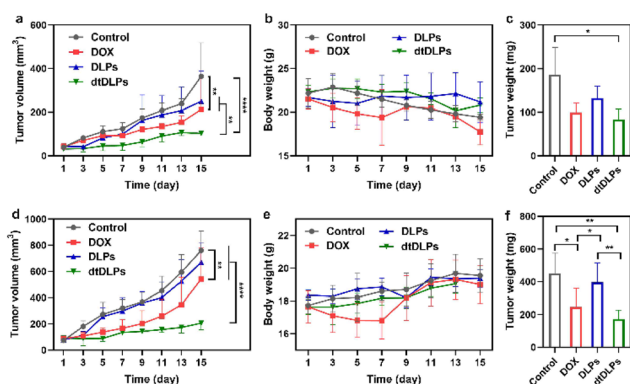 a
Tumor volume (mm³)
600
400
200
0
Control
DOX
DLPs
dtDLPs
**
**
****
1 3 5 7 9 11 13 15
Time (day)
b
Body weight (g)
30
25
20
15
Control DLPs
DOX dtDLPs
1 3 5 7 9 11 13 15
Time (day)
c
Tumor weight (mg)
300
200
100
0
*
Control DOX DLPs dtDLPs
d
Tumor volume (mm³)
1000
800
600
400
200
0
Control
DOX
DLPs
dtDLPs
**
****
1 3 5 7 9 11 13 15
Time (day)
e
Body weight (g)
22
20
18
16
Control DLPs
DOX dtDLPs
1 3 5 7 9 11 13 15
Time (day)
f
Tumor weight (mg)
800
600
400
200
0
**
* *
**
Control DOX DLPs dtDLPs